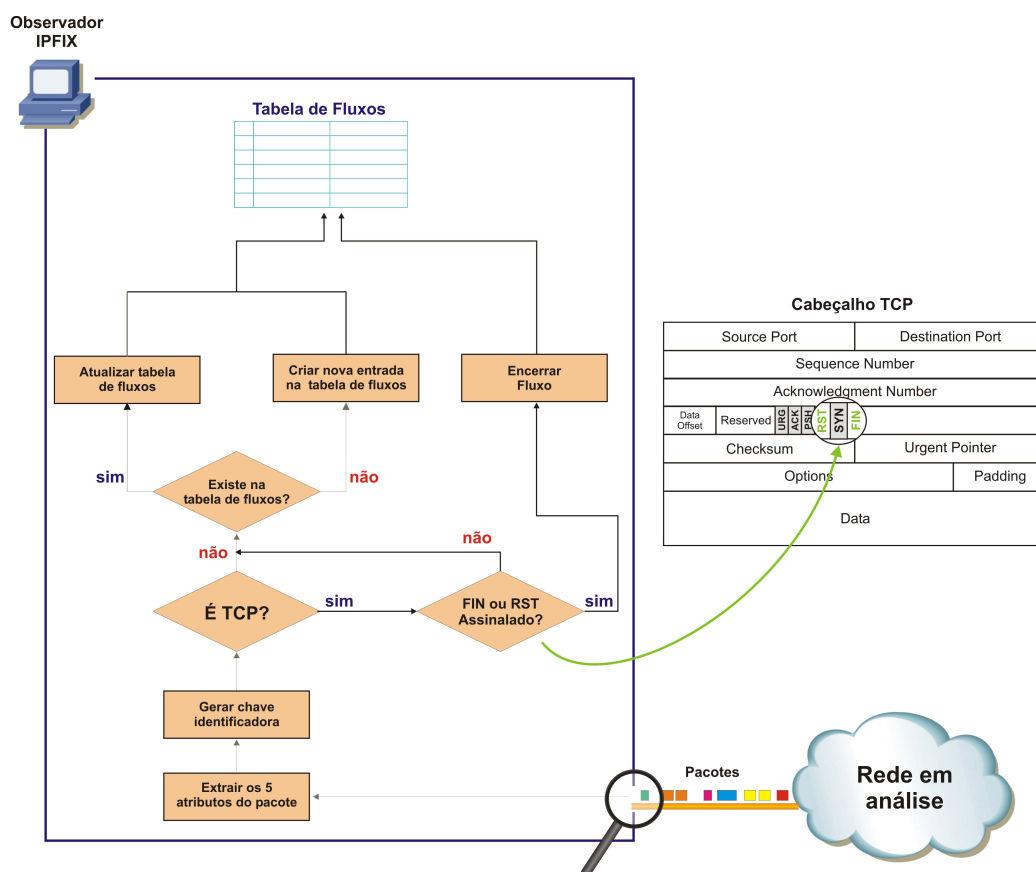 Observador
IPFIX
Tabela de Fluxos
Atualizar tabela
de fluxos
Criar nova entrada
na tabela de fluxos
Encerrar
Fluxo
sim
Existe na
tabela de fluxos?
não
não
não
É TCP?
sim
FIN ou RST
Assinalado?
sim
Gerar chave
identificadora
Extrair os 5
atributos do pacote
Cabeçalho TCP
Source Port
Destination Port
Sequence Number
Acknowledgment Number
Data
Offset
Reserved
URG
ACK
PSH
RST
SYN
FIN
Checksum
Urgent Pointer
Options
Padding
Data
Pacotes
Rede em
análise